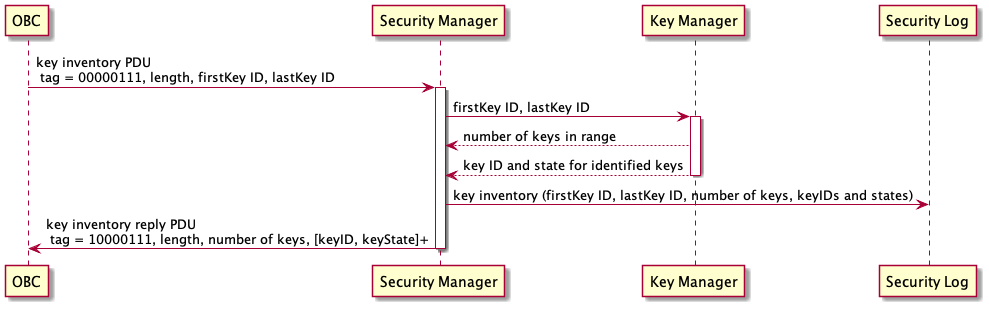 OBC
Security Manager
Key Manager
Security Log
key inventory PDU
tag = 00000111, length, firstKey ID, lastKey ID
firstKey ID, lastKey ID
number of keys in range
key ID and state for identified keys
key inventory (firstKey ID, lastKey ID, number of keys, keyIDs and states)
key inventory reply PDU
tag = 10000111, length, number of keys, [keyID, keyState]+
OBC
Security Manager
Key Manager
Security Log